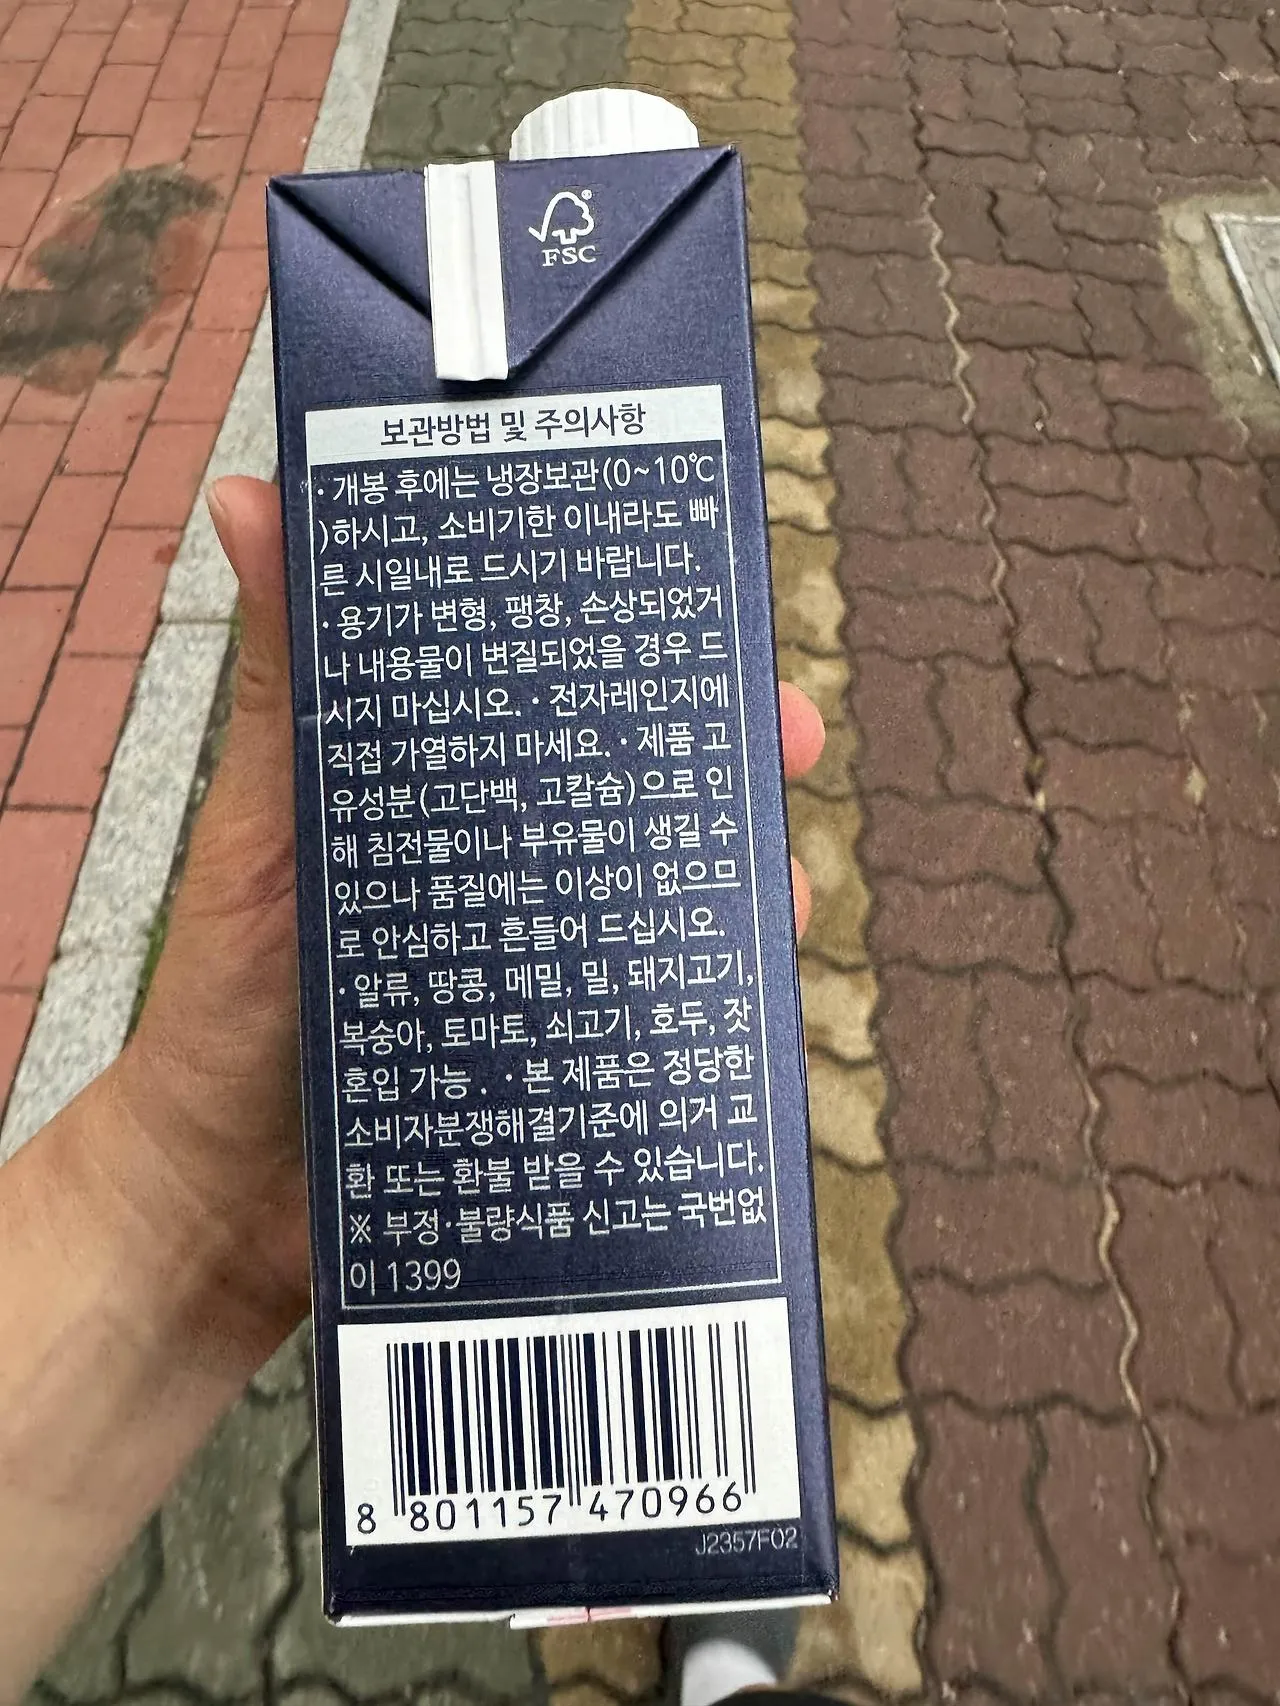 FSC
보관방법 및 주의사항
· 개봉 후에는 냉장보관(0~10℃
)하시고, 소비기한 이내라도 빠
른 시일내로 드시기 바랍니다.
· 용기가 변형, 팽창, 손상되었거
나 내용물이 변질되었을 경우 드
시지 마십시오. · 전자레인지에
직접 가열하지 마세요. · 제품 고
유성분(고단백, 고칼슘)으로 인
해 침전물이나 부유물이 생길 수
있으나 품질에는 이상이 없으므
로 안심하고 흔들어 드십시오.
· 알류, 땅콩, 메밀, 밀, 돼지고기,
복숭아, 토마토, 쇠고기, 호두, 잣
혼입 가능. · 본 제품은 정당한
소비자분쟁해결기준에 의거 교
환 또는 환불 받을 수 있습니다.
※ 부정·불량식품 신고는 국번없
이 1399
8 801157 470966
J2357F02